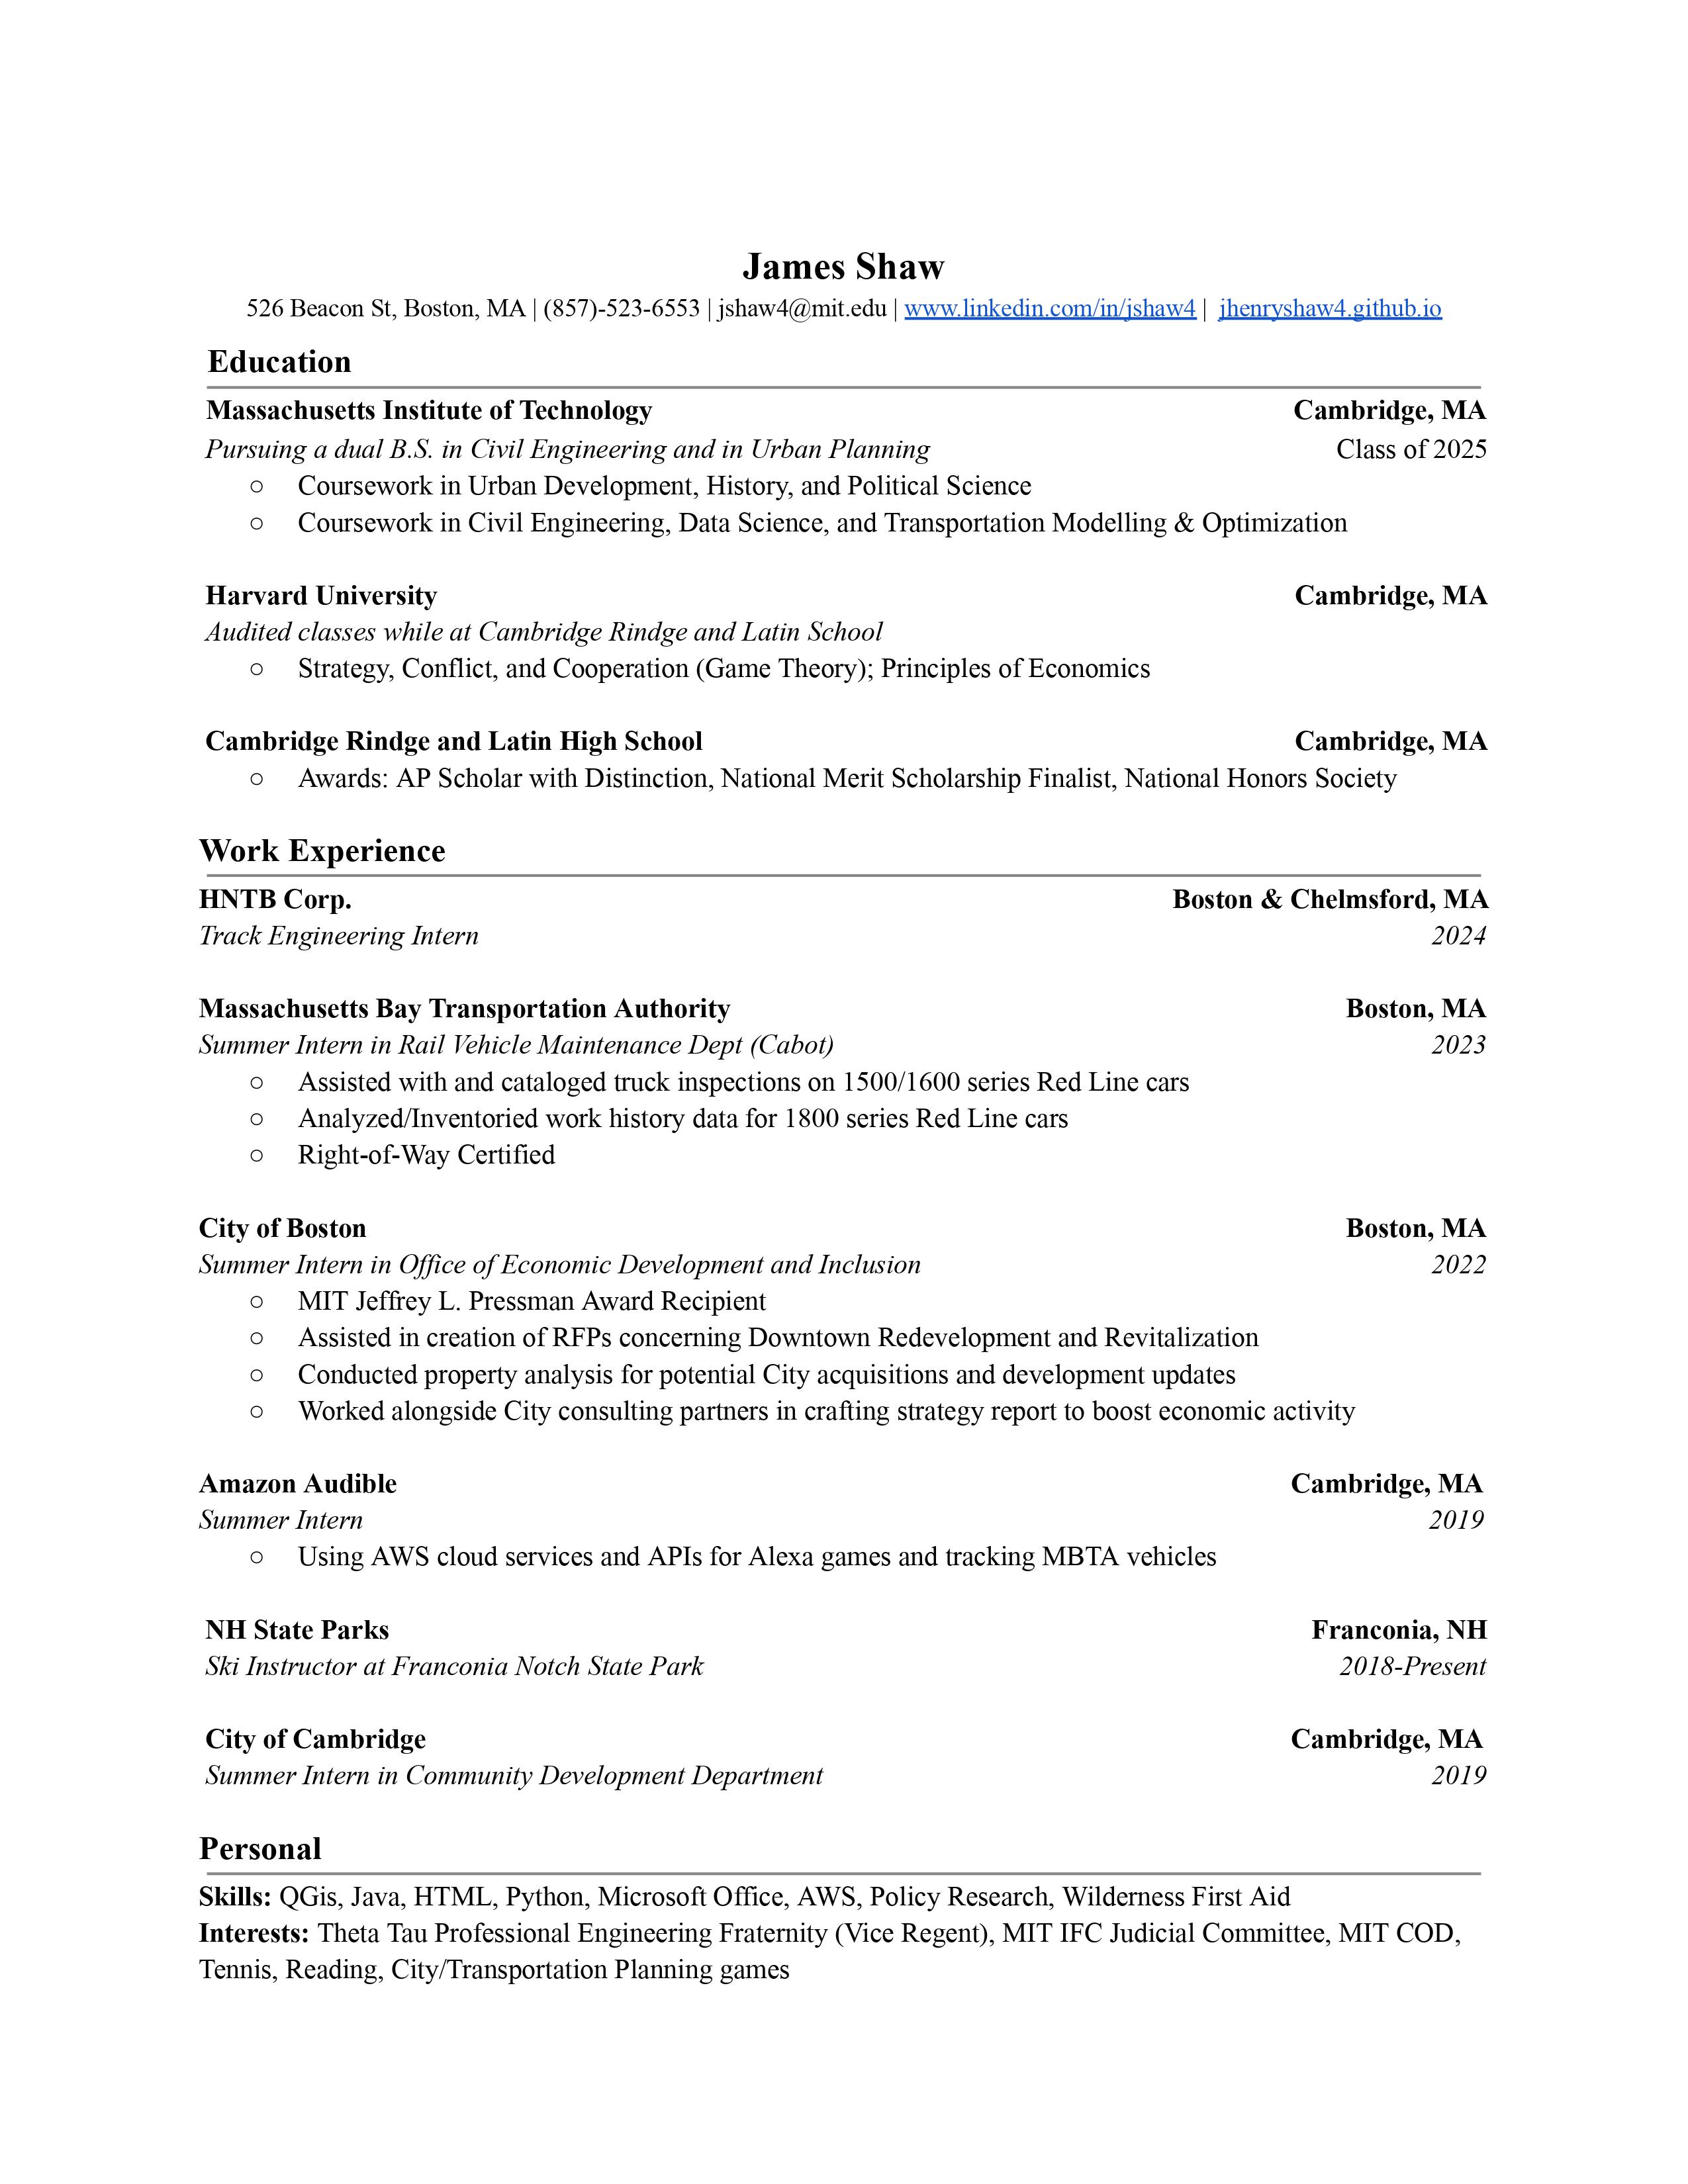 James Shaw
526 Beacon St, Boston, MA | (857)-523-6553 | jshaw4@mit.edu | www.linkedin.com/in/jshaw4 | jhenryshaw4.github.io
Education
Massachusetts Institute of Technology Cambridge, MA
Pursuing a dual B.S. in Civil Engineering and in Urban Planning Class of 2025
○ Coursework in Urban Development, History, and Political Science
○ Coursework in Civil Engineering, Data Science, and Transportation Modelling & Optimization
Harvard University Cambridge, MA
Audited classes while at Cambridge Rindge and Latin School
○ Strategy, Conflict, and Cooperation (Game Theory); Principles of Economics
Cambridge Rindge and Latin High School Cambridge, MA
○ Awards: AP Scholar with Distinction, National Merit Scholarship Finalist, National Honors Society
Work Experience
HNTB Corp. Boston & Chelmsford, MA
Track Engineering Intern 2024
Massachusetts Bay Transportation Authority Boston, MA
Summer Intern in Rail Vehicle Maintenance Dept (Cabot) 2023
○ Assisted with and cataloged truck inspections on 1500/1600 series Red Line cars
○ Analyzed/Inventoried work history data for 1800 series Red Line cars
○ Right-of-Way Certified
City of Boston Boston, MA
Summer Intern in Office of Economic Development and Inclusion 2022
○ MIT Jeffrey L. Pressman Award Recipient
○ Assisted in creation of RFPs concerning Downtown Redevelopment and Revitalization
○ Conducted property analysis for potential City acquisitions and development updates
○ Worked alongside City consulting partners in crafting strategy report to boost economic activity
Amazon Audible Cambridge, MA
Summer Intern 2019
○ Using AWS cloud services and APIs for Alexa games and tracking MBTA vehicles
NH State Parks Franconia, NH
Ski Instructor at Franconia Notch State Park 2018-Present
City of Cambridge Cambridge, MA
Summer Intern in Community Development Department 2019
Personal
Skills: QGis, Java, HTML, Python, Microsoft Office, AWS, Policy Research, Wilderness First Aid
Interests: Theta Tau Professional Engineering Fraternity (Vice Regent), MIT IFC Judicial Committee, MIT COD,
Tennis, Reading, City/Transportation Planning games